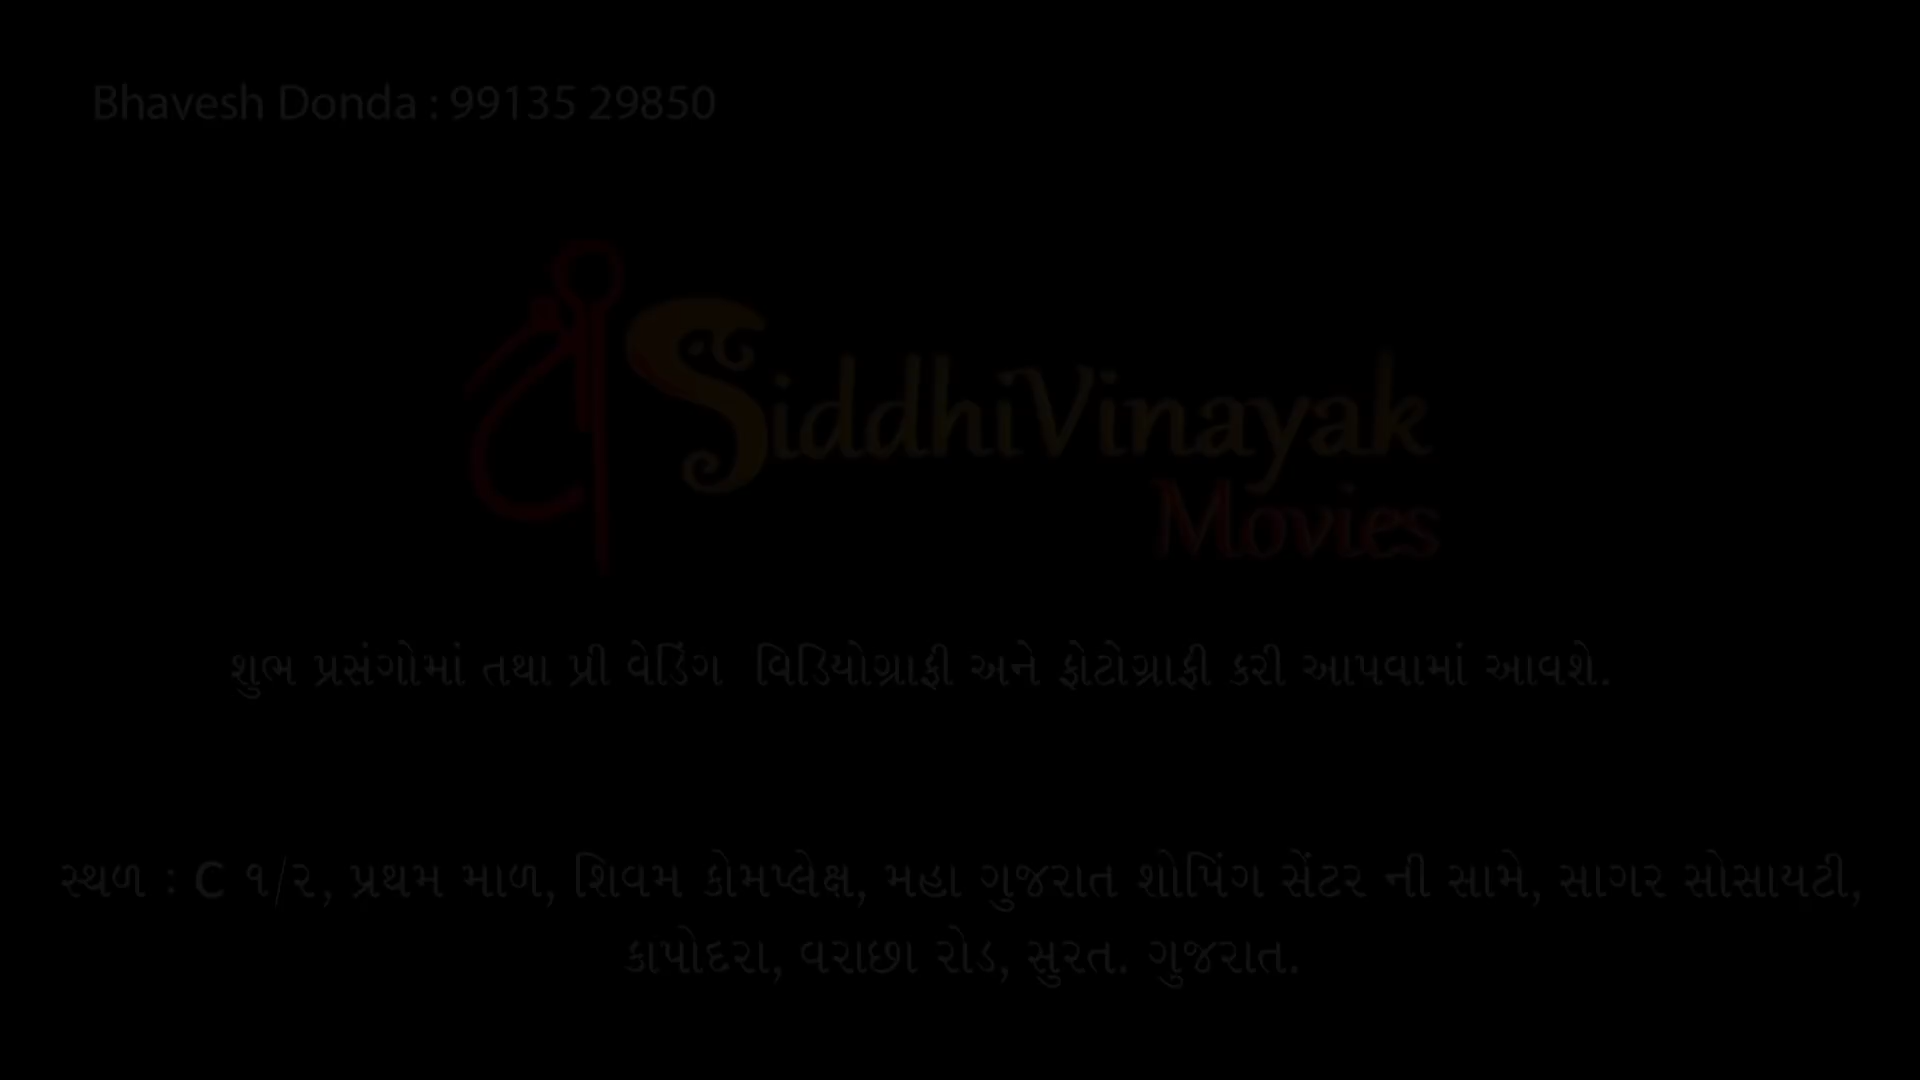 Bhavesh Donda : 99135 29850
SiddhiVinayak
Movies
શુભ પ્રસંગોમાં તથા પ્રી વેડિંગ વિડિયોગ્રાફી અને ફોટોગ્રાફી કરી આપવામાં આવશે.
સ્થળ : C ૧/૨, પ્રથમ માળ, શિવમ કોમપ્લેક્ષ, મહા ગુજરાત શોપિંગ સેંટર ની સામે, સાગર સોસાયટી,
કાપોદરા, વરાછા રોડ, સુરત. ગુજરાત.